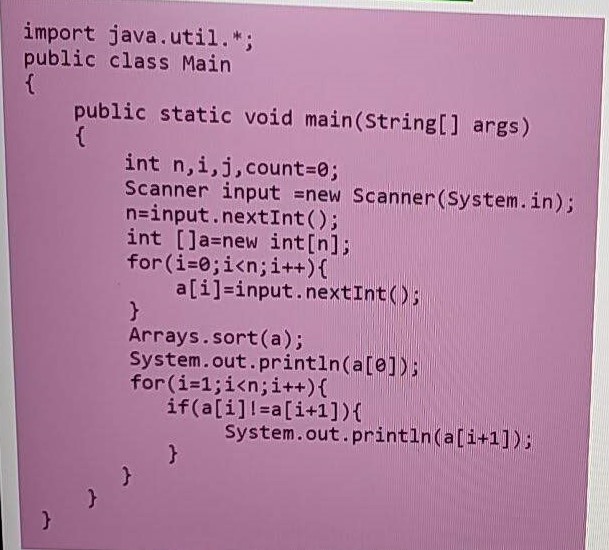 import java.util.*;
public class Main
{
public static void main(String[] args)
{
int n,i,j,count=0;
Scanner input =new Scanner(System.in);
n=input.nextInt();
int []a=new int[n];
for(i=0;i<n;i++){
a[i]=input.nextInt();
}
Arrays.sort(a);
System.out.println(a[0]);
for(i=1;i<n;i++){
if(a[i]!=a[i+1]){
System.out.println(a[i+1]);
}
}
}
}